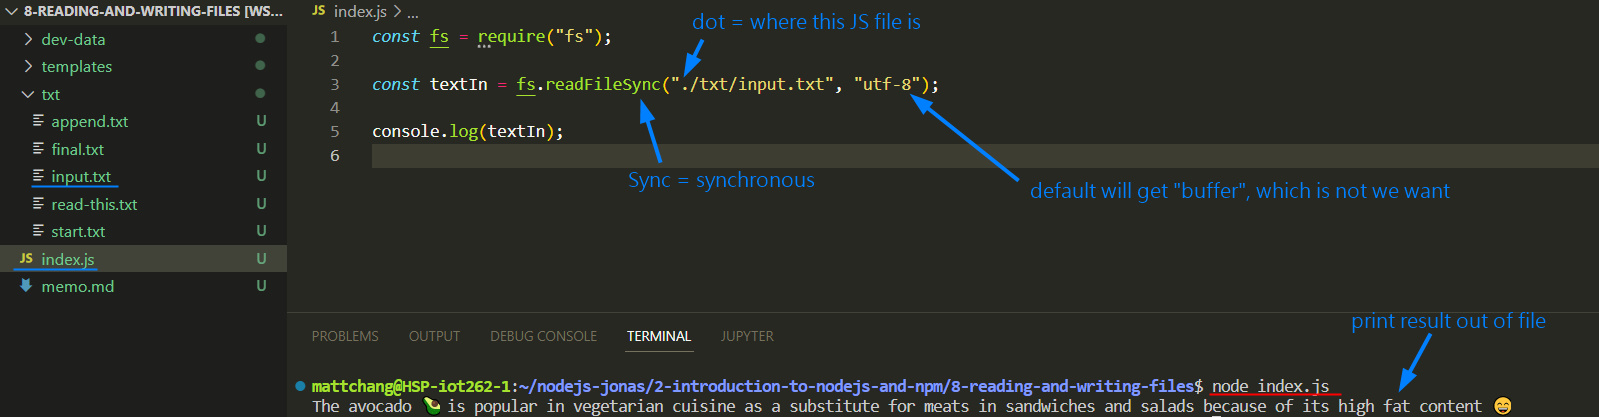 8-READING-AND-WRITING-FILES [WS...
dev-data
templates
txt
append.txt U
final.txt U
input.txt U
read-this.txt U
start.txt U
JS index.js U
memo.md U
JS index.js > ...
dot = where this JS file is
1 const fs = require("fs");
2
3 const textIn = fs.readFileSync("./txt/input.txt", "utf-8");
4
5 console.log(textIn);
6
Sync = synchronous
default will get "buffer", which is not we want
print result out of file
PROBLEMS OUTPUT DEBUG CONSOLE TERMINAL JUPYTER
mattchang@HSP-iot262-1:~/nodejs-jonas/2-introduction-to-nodejs-and-npm/8-reading-and-writing-files$ node index.js
The avocado 🥑 is popular in vegetarian cuisine as a substitute for meats in sandwiches and salads because of its high fat content 😄